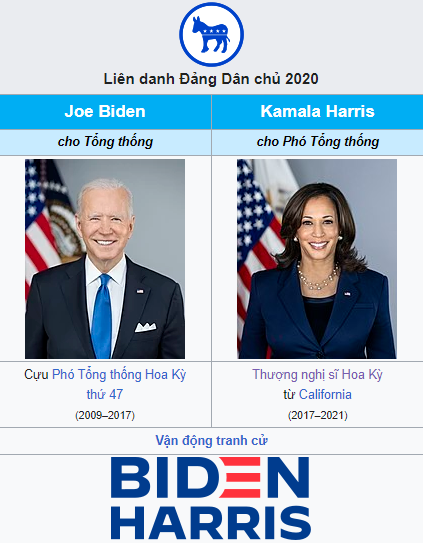 Liên danh Đảng Dân chủ 2020
Joe Biden
Kamala Harris
cho Tổng thống
cho Phó Tổng thống
Cựu Phó Tổng thống Hoa Kỳ
thứ 47
(2009–2017)
Thượng nghị sĩ Hoa Kỳ
từ California
(2017–2021)
Vận động tranh cử
BIDEN
HARRIS